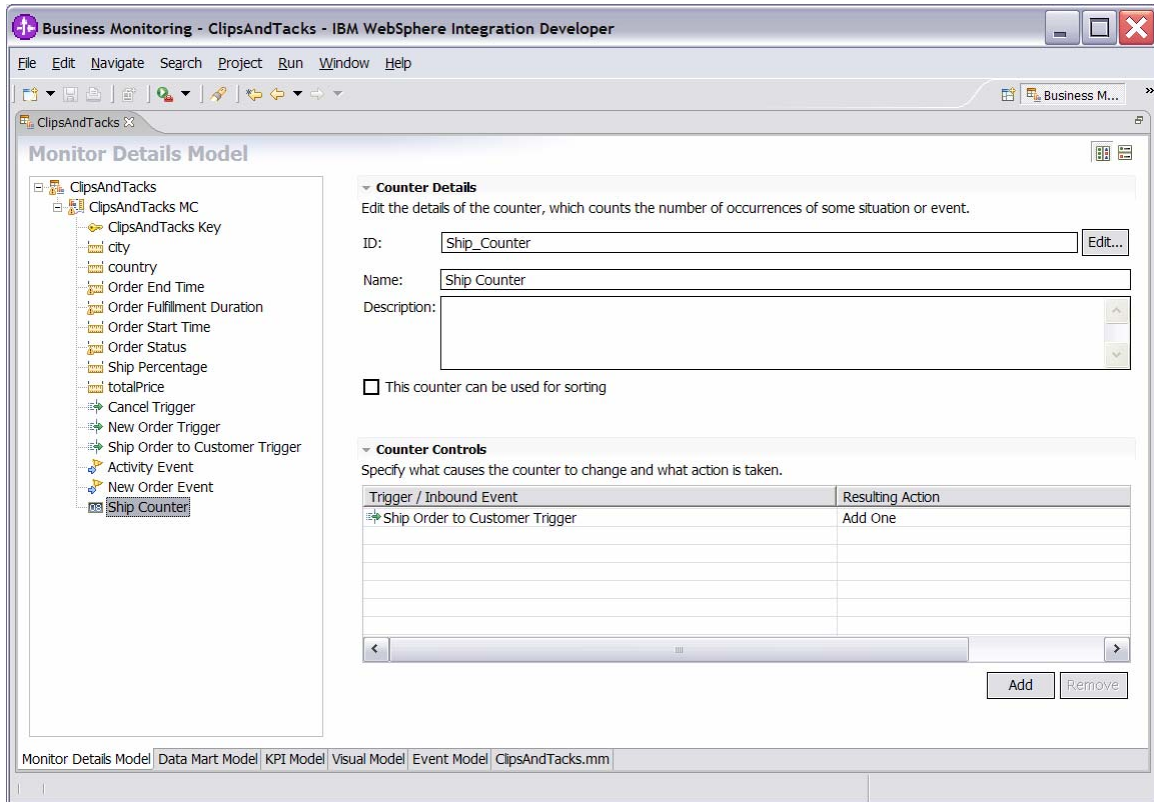 Business Monitoring - ClipsAndTacks - IBM WebSphere Integration Developer
File Edit Navigate Search Project Run Window Help
Business M... »
ClipsAndTacks
Monitor Details Model
ClipsAndTacks
ClipsAndTacks MC
ClipsAndTacks Key
city
country
Order End Time
Order Fulfillment Duration
Order Start Time
Order Status
Ship Percentage
totalPrice
Cancel Trigger
New Order Trigger
Ship Order to Customer Trigger
Activity Event
New Order Event
Ship Counter
Counter Details
Edit the details of the counter, which counts the number of occurrences of some situation or event.
ID: Ship_Counter Edit...
Name: Ship Counter
Description:
This counter can be used for sorting
Counter Controls
Specify what causes the counter to change and what action is taken.
Trigger / Inbound Event Resulting Action
Ship Order to Customer Trigger Add One
Add Remove
Monitor Details Model Data Mart Model KPI Model Visual Model Event Model ClipsAndTacks.mm